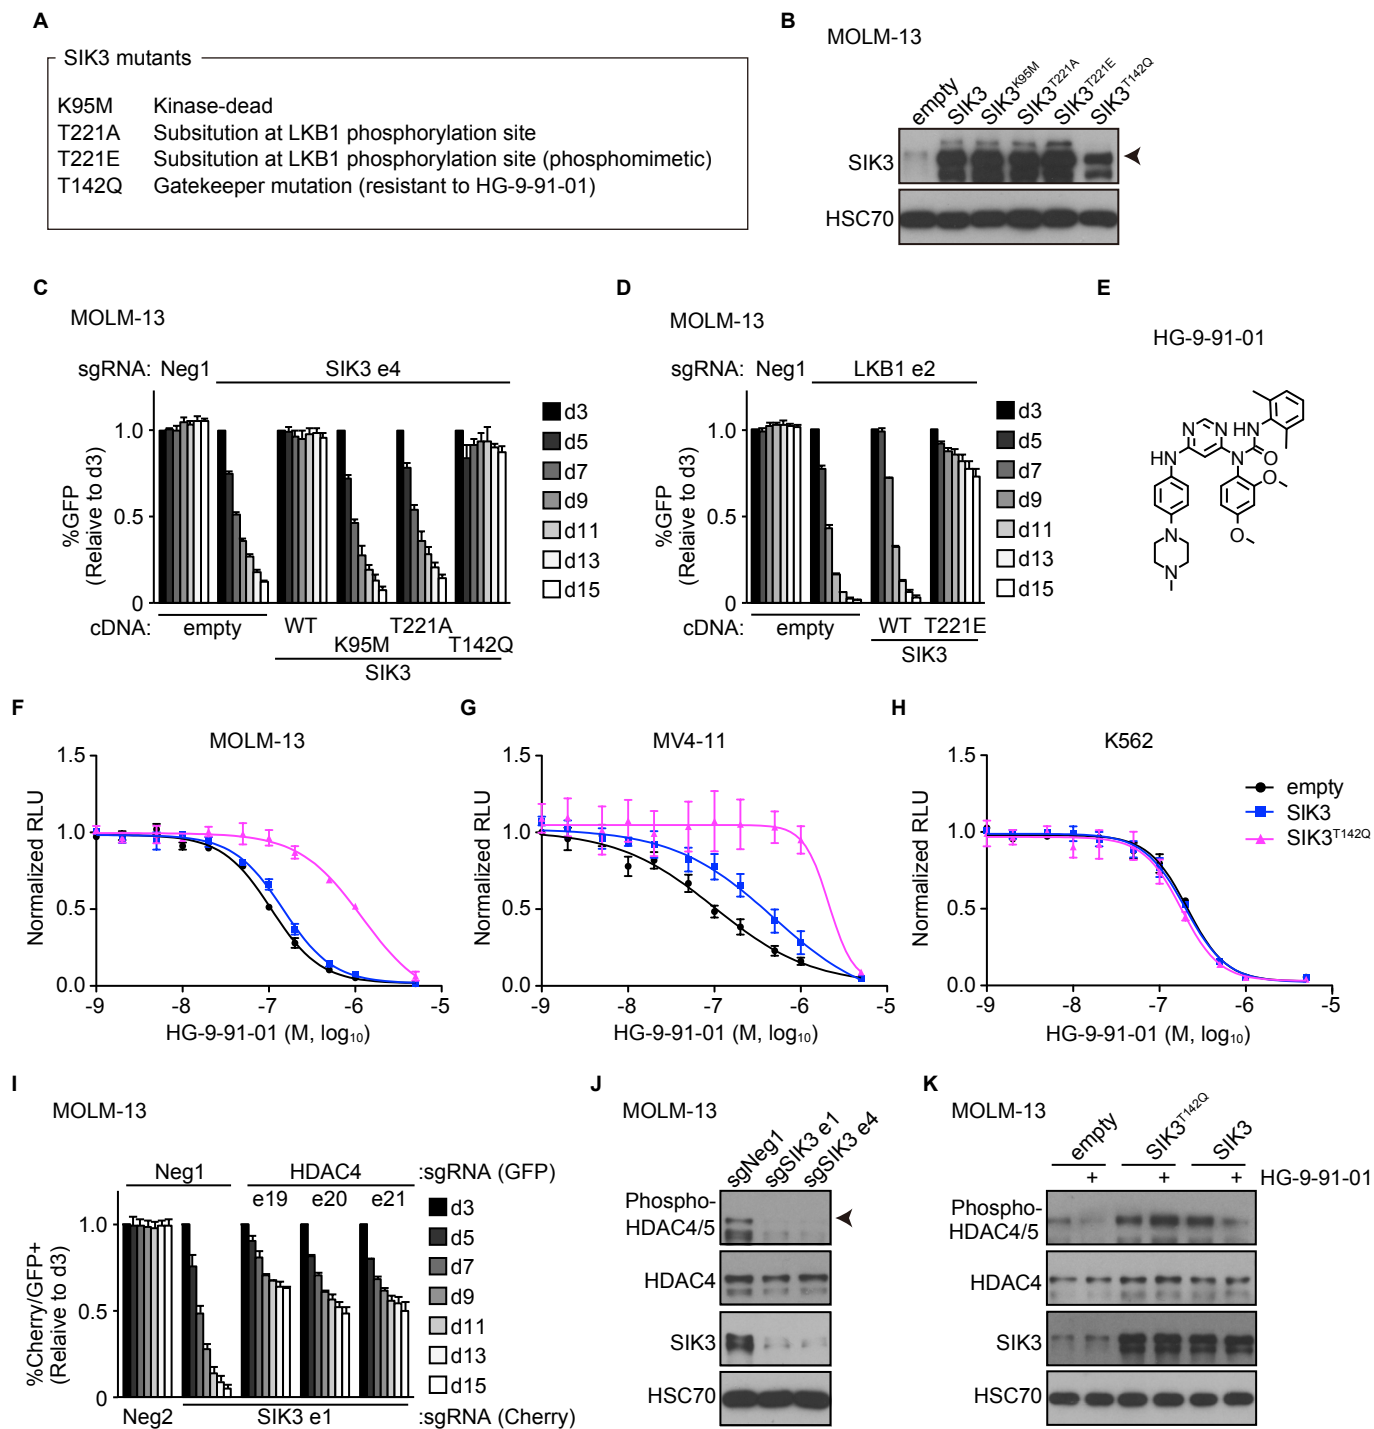 A
SIK3 mutants
K95M Kinase-dead
T221A Subsitution at LKB1 phosphorylation site
T221E Subsitution at LKB1 phosphorylation site (phosphomimetic)
T142Q Gatekeeper mutation (resistant to HG-9-91-01)
B
MOLM-13
empty SIK3 SIK3K95M SIK3T221A SIK3T221E SIK3T142Q
SIK3
HSC70
C
MOLM-13
sgRNA: Neg1 SIK3 e4
%GFP
(Relaive to d3)
1.0
0.5
0
d3
d5
d7
d9
d11
d13
d15
cDNA: empty WT T221A
K95M T142Q
SIK3
D
MOLM-13
sgRNA: Neg1 LKB1 e2
%GFP
(Relaive to d3)
1.0
0.5
0
d3
d5
d7
d9
d11
d13
d15
cDNA: empty WT T221E
SIK3
E
HG-9-91-01
N N HN
HN N O
O
O
N
N
F
MOLM-13
Normalized RLU
1.5
1.0
0.5
0.0
-9 -8 -7 -6 -5
HG-9-91-01 (M, log10)
G
MV4-11
Normalized RLU
1.5
1.0
0.5
0.0
-9 -8 -7 -6 -5
HG-9-91-01 (M, log10)
H
K562
Normalized RLU
1.5
1.0
0.5
0.0
-9 -8 -7 -6 -5
HG-9-91-01 (M, log10)
empty
SIK3
SIK3T142Q
I
MOLM-13
Neg1 HDAC4 :sgRNA (GFP)
e19 e20 e21
%Cherry/GFP+
(Relaive to d3)
1.0
0.5
0
d3
d5
d7
d9
d11
d13
d15
Neg2 SIK3 e1 :sgRNA (Cherry)
J
MOLM-13
sgNeg1 sgSIK3 e1 sgSIK3 e4
Phospho-
HDAC4/5
HDAC4
SIK3
HSC70
K
MOLM-13
empty SIK3T142Q SIK3
+ + + HG-9-91-01
Phospho-
HDAC4/5
HDAC4
SIK3
HSC70